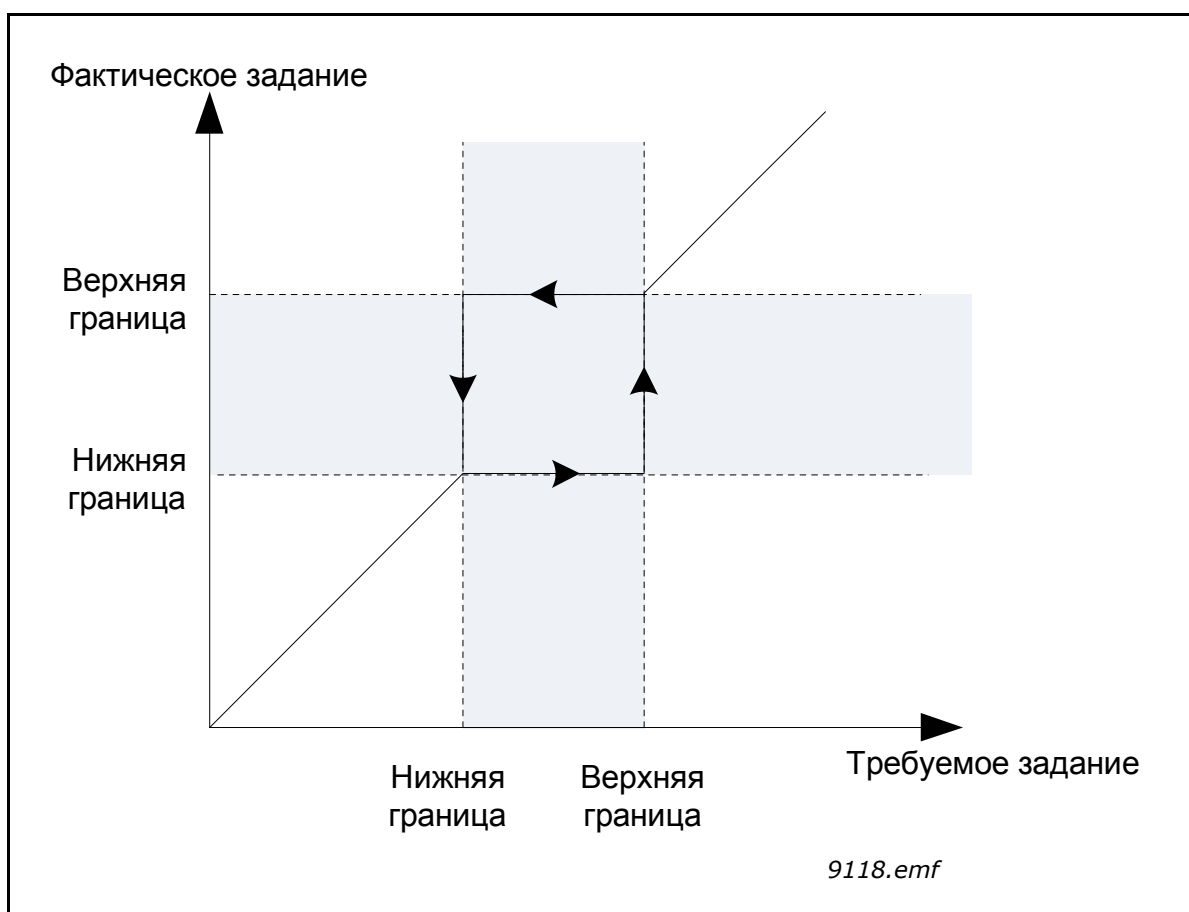 Фактическое задание
Верхняя
граница
Нижняя
граница
Нижняя
граница
Верхняя
граница
Требуемое задание
9118.emf